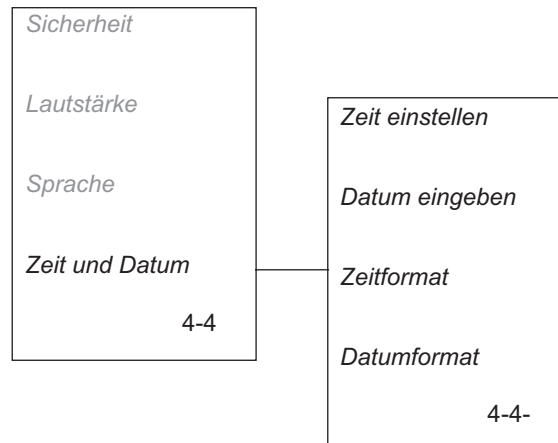 Sicherheit
Lautstärke
Sprache
Zeit und Datum
4-4
Zeit einstellen
Datum eingeben
Zeitformat
Datumformat
4-4-